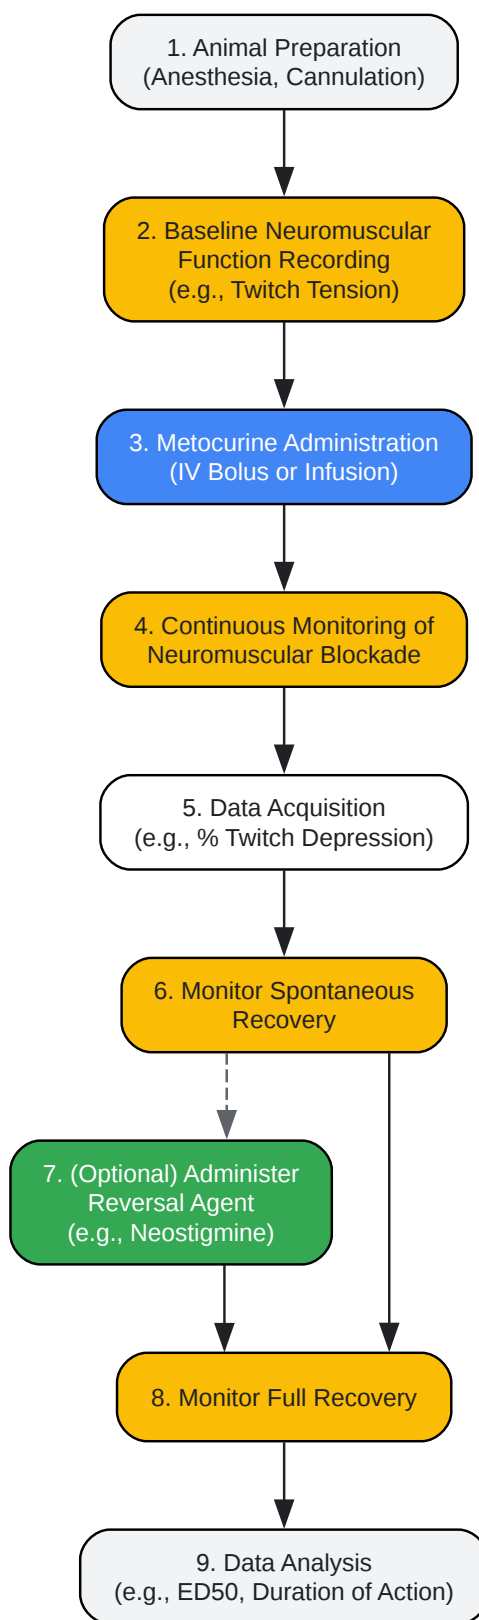 1. Animal Preparation
(Anesthesia, Cannulation)
2. Baseline Neuromuscular
Function Recording
(e.g., Twitch Tension)
3. Metocurine Administration
(IV Bolus or Infusion)
4. Continuous Monitoring of
Neuromuscular Blockade
5. Data Acquisition
(e.g., % Twitch Depression)
6. Monitor Spontaneous
Recovery
7. (Optional) Administer
Reversal Agent
(e.g., Neostigmine)
8. Monitor Full Recovery
9. Data Analysis
(e.g., ED50, Duration of Action)